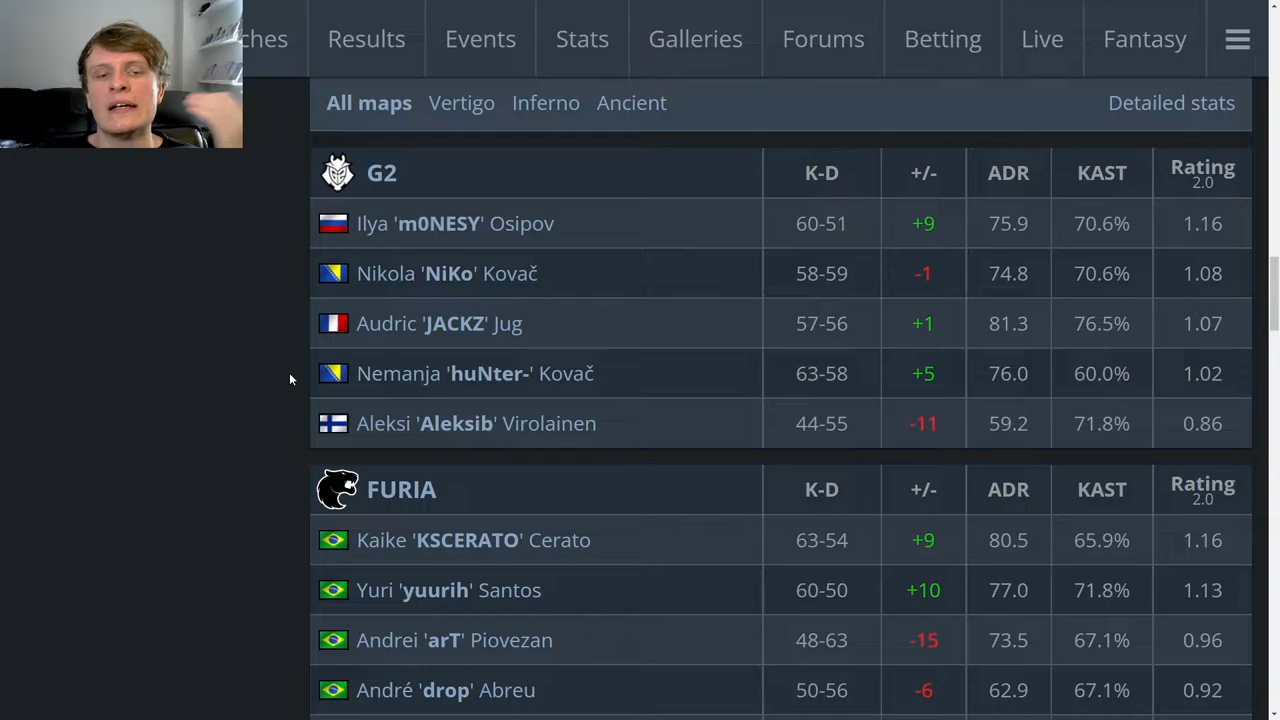 ches Results Events Stats Galleries Forums Betting Live Fantasy
All maps Vertigo Inferno Ancient Detailed stats
G2 K-D +/- ADR KAST Rating 2.0
Ilya 'm0NESY' Osipov 60-51 +9 75.9 70.6% 1.16
Nikola 'NiKo' Kovač 58-59 -1 74.8 70.6% 1.08
Audric 'JACKZ' Jug 57-56 +1 81.3 76.5% 1.07
Nemanja 'huNter-' Kovač 63-58 +5 76.0 60.0% 1.02
Aleksi 'Aleksib' Virolainen 44-55 -11 59.2 71.8% 0.86
FURIA K-D +/- ADR KAST Rating 2.0
Kaike 'KSCERATO' Cerato 63-54 +9 80.5 65.9% 1.16
Yuri 'yuurih' Santos 60-50 +10 77.0 71.8% 1.13
Andrei 'arT' Piovezan 48-63 -15 73.5 67.1% 0.96
André 'drop' Abreu 50-56 -6 62.9 67.1% 0.92